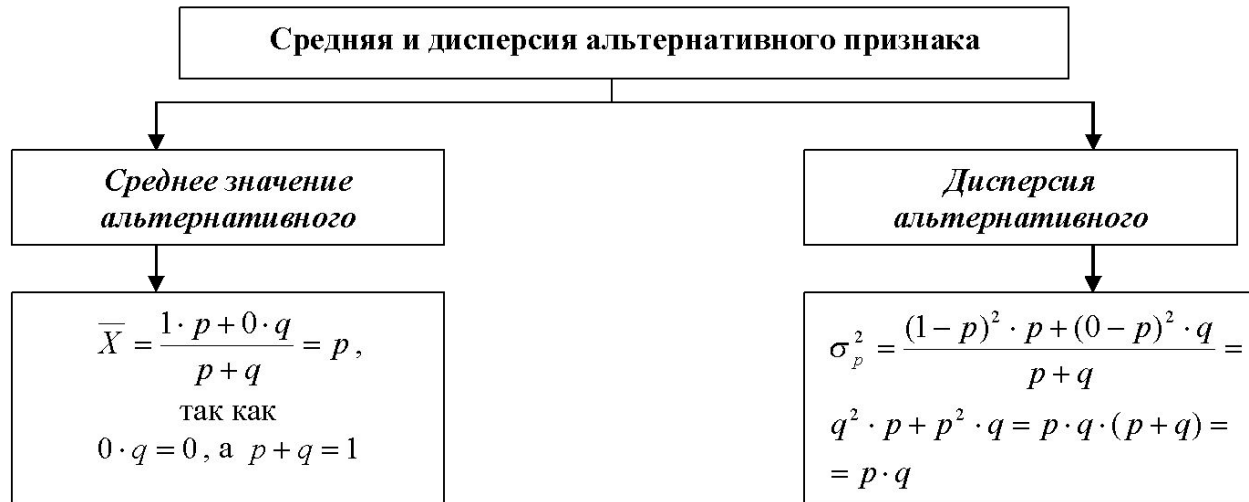 Средняя и дисперсия альтернативного признака
Среднее значение
альтернативного
Дисперсия
альтернативного
X̅ = (1 · p + 0 · q) / (p + q) = p ,
так как
0 · q = 0 , а p + q = 1
σ²ₚ = ((1 − p)² · p + (0 − p)² · q) / (p + q) =
q² · p + p² · q = p · q · (p + q) =
= p · q